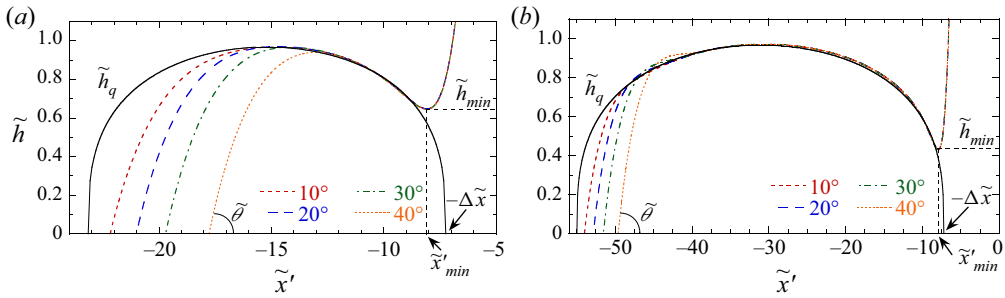 (a)
1.0
0.8
0.6
0.4
0.2
0
h̃
h̃q
h̃min
10°
20°
30°
40°
θ̃
−Δx̃
−20
−15
−10
−5
x̃′min
x̃′
(b)
1.0
0.8
0.6
0.4
0.2
0
h̃q
h̃min
10°
20°
30°
40°
θ̃
−Δx̃
−50
−40
−30
−20
−10
0
x̃′min
x̃′